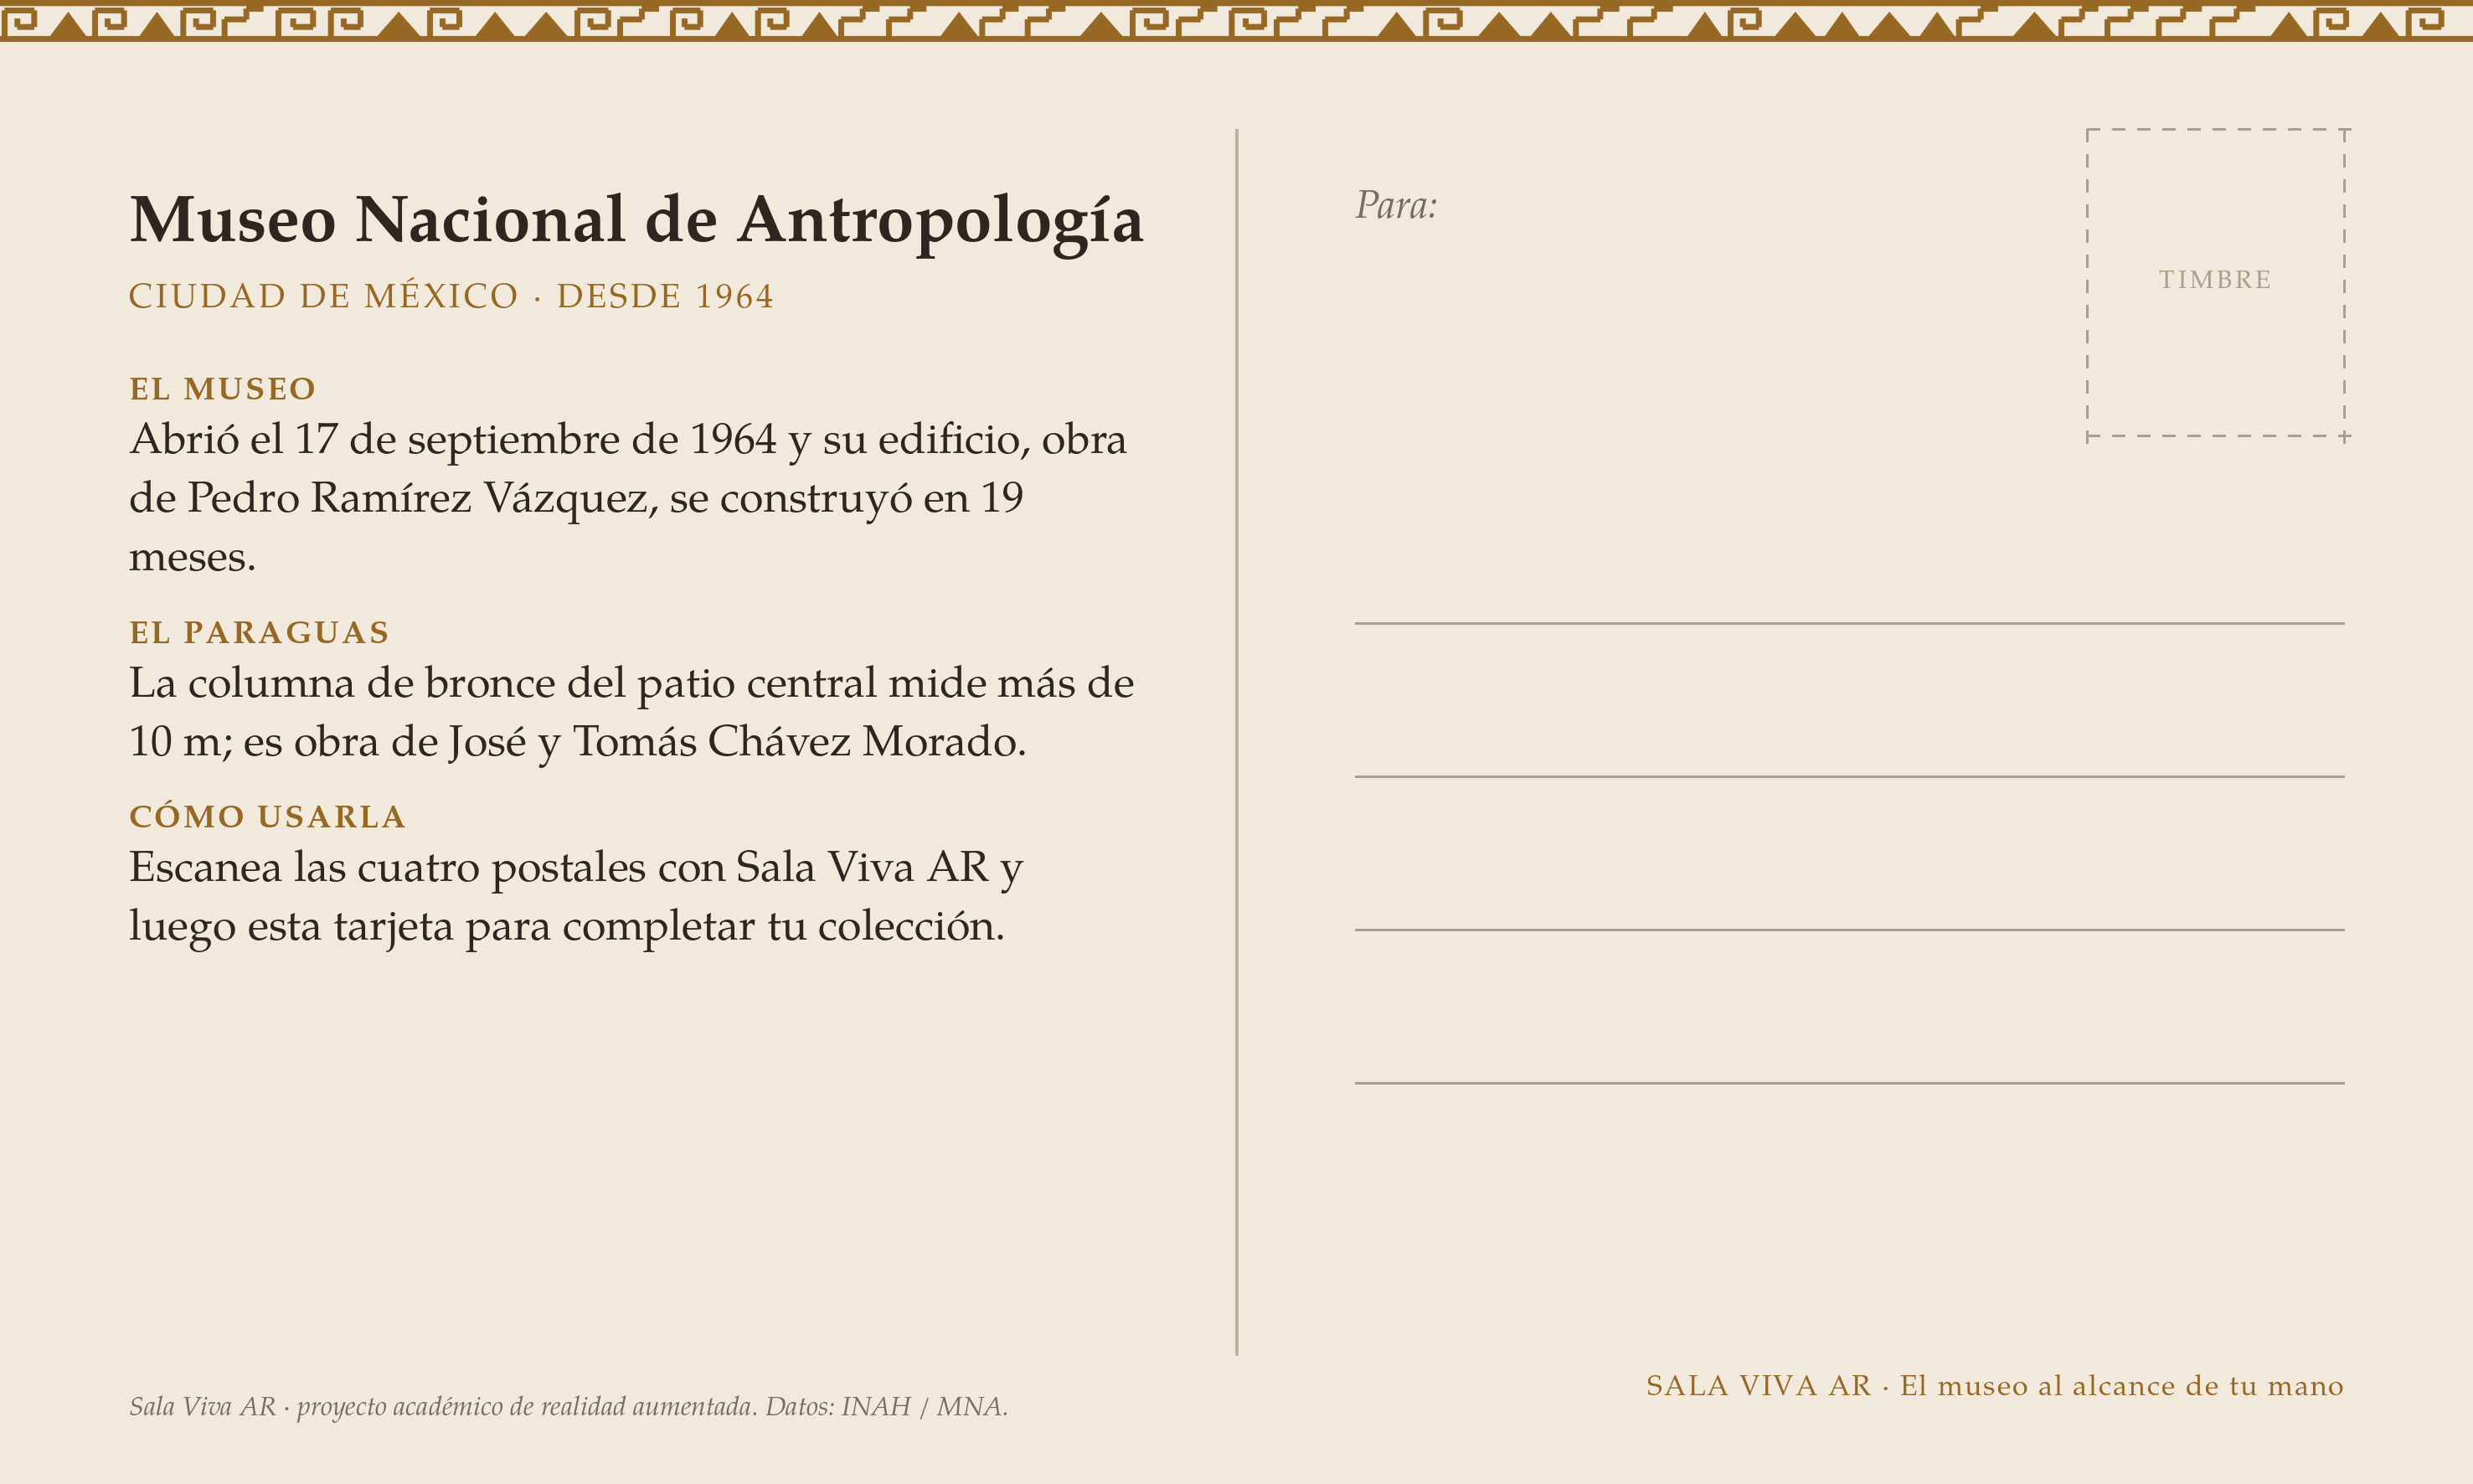 Museo Nacional de Antropología
CIUDAD DE MÉXICO · DESDE 1964
EL MUSEO
Abrió el 17 de septiembre de 1964 y su edificio, obra
de Pedro Ramírez Vázquez, se construyó en 19
meses.
EL PARAGUAS
La columna de bronce del patio central mide más de
10 m; es obra de José y Tomás Chávez Morado.
CÓMO USARLA
Escanea las cuatro postales con Sala Viva AR y
luego esta tarjeta para completar tu colección.
Sala Viva AR · proyecto académico de realidad aumentada. Datos: INAH / MNA.
Para:
TIMBRE
SALA VIVA AR · El museo al alcance de tu mano